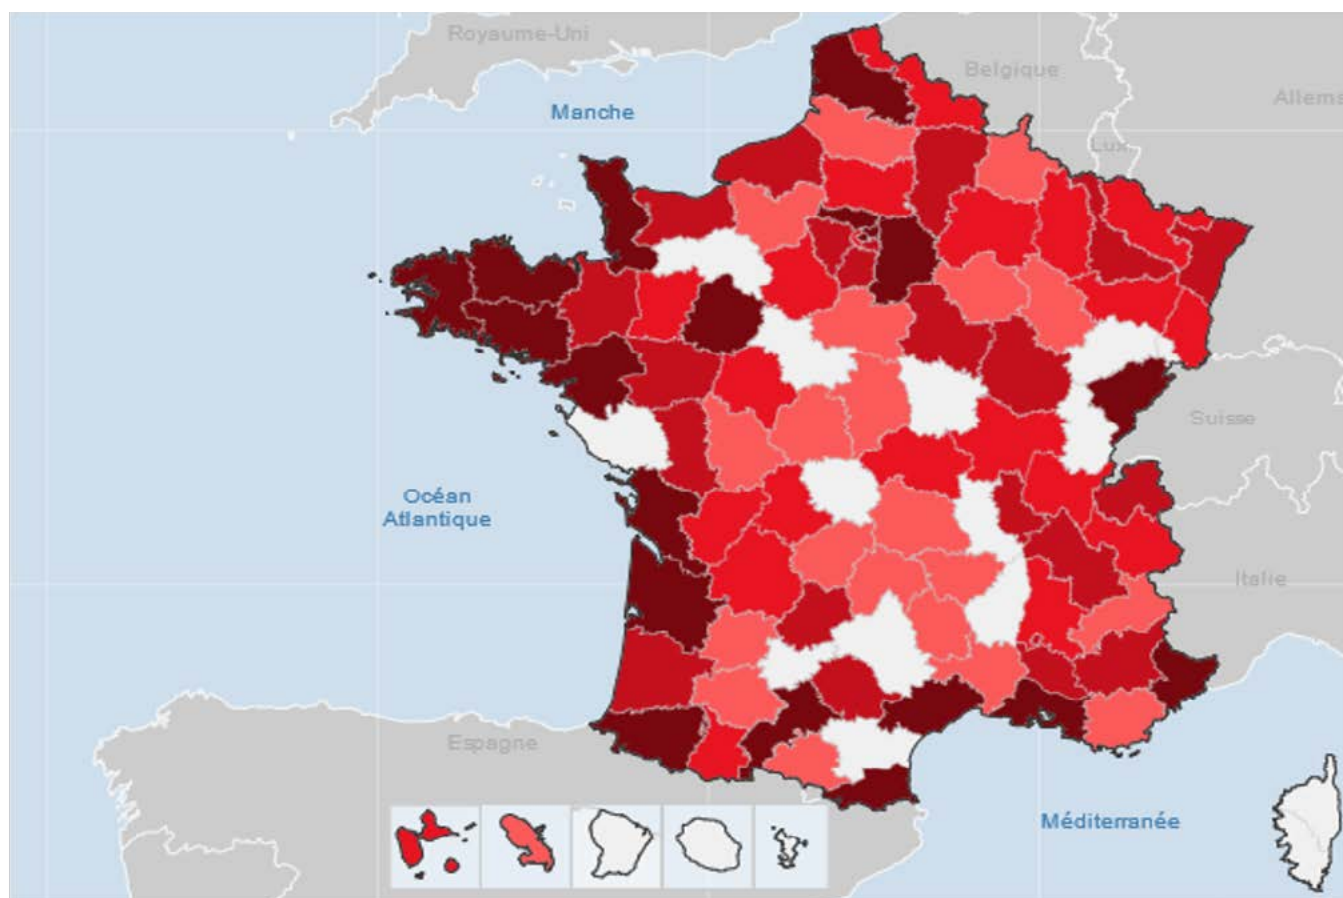 Royaume-Uni
Belgique
Allema
Manche
Lux.
Suisse
Océan
Atlantique
Italie
Espagne
Méditerranée